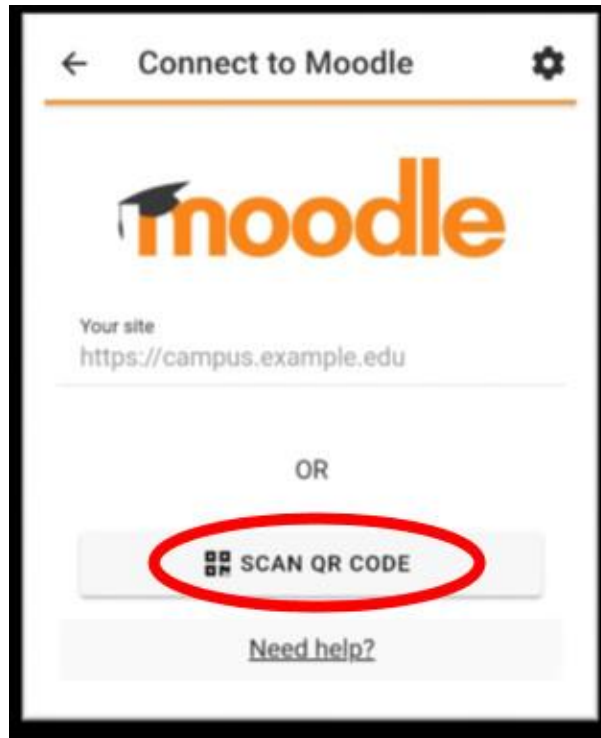 Connect to Moodle
moodle
Your site
https://campus.example.edu
OR
SCAN QR CODE
Need help?